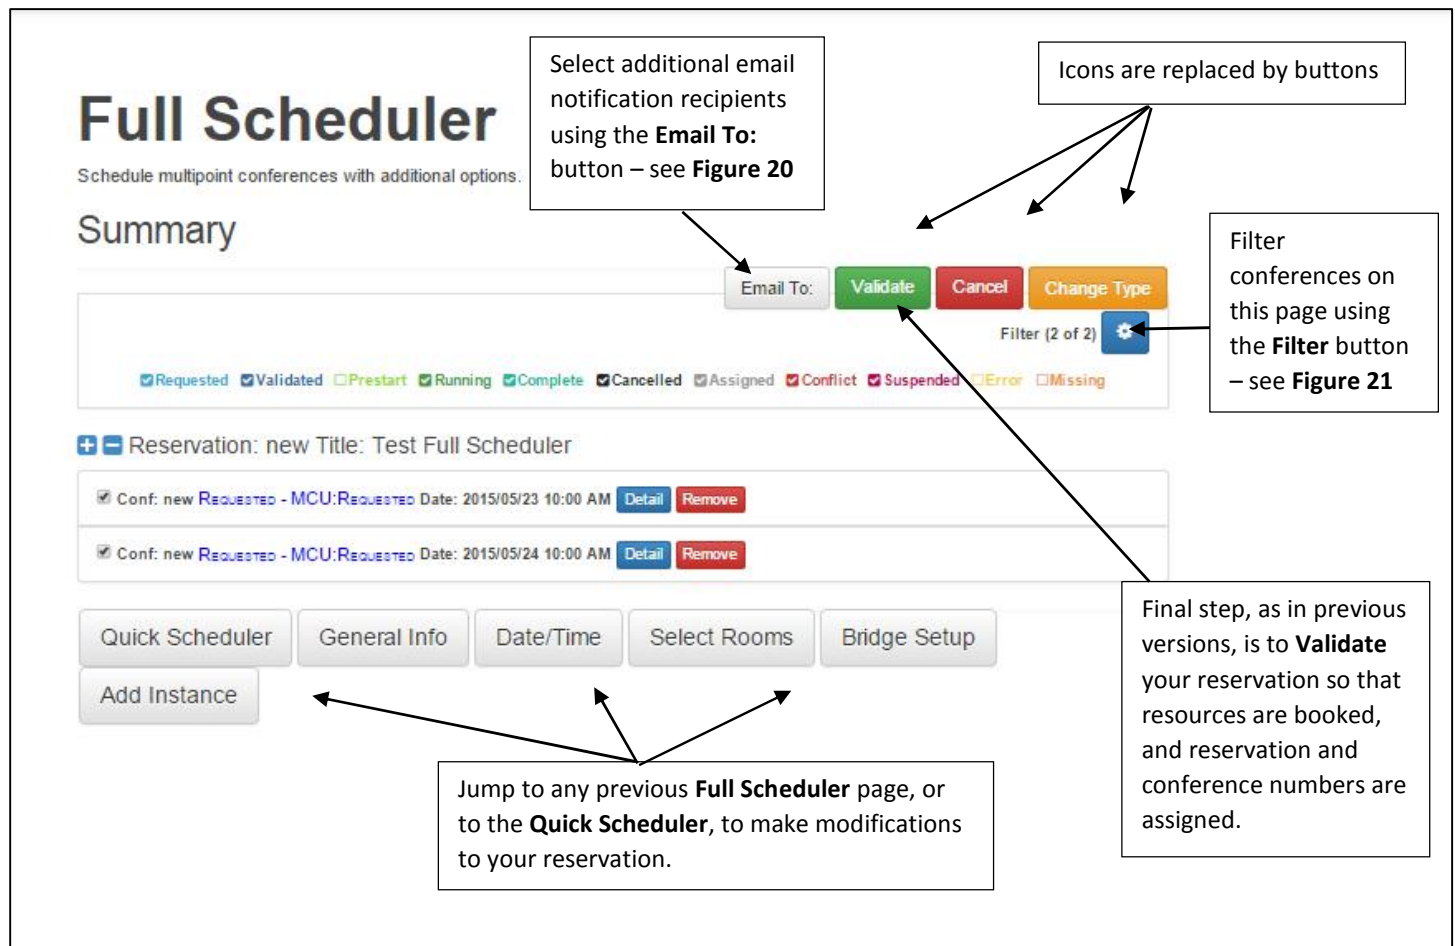 Select additional email
notification recipients
using the Email To:
button – see Figure 20
Icons are replaced by buttons
Full Scheduler
Schedule multipoint conferences with additional options.
Summary
Filter
conferences on
this page using
the Filter button
– see Figure 21
Email To: Validate Cancel Change Type
Filter (2 of 2)
Requested Validated Prestart Running Complete Cancelled Assigned Conflict Suspended Error Missing
Reservation: new Title: Test Full Scheduler
Conf: new Requested - MCU:Requested Date: 2015/05/23 10:00 AM Detail Remove
Conf: new Requested - MCU:Requested Date: 2015/05/24 10:00 AM Detail Remove
Quick Scheduler General Info Date/Time Select Rooms Bridge Setup
Add Instance
Final step, as in previous
versions, is to Validate
your reservation so that
resources are booked,
and reservation and
conference numbers are
assigned.
Jump to any previous Full Scheduler page, or
to the Quick Scheduler, to make modifications
to your reservation.